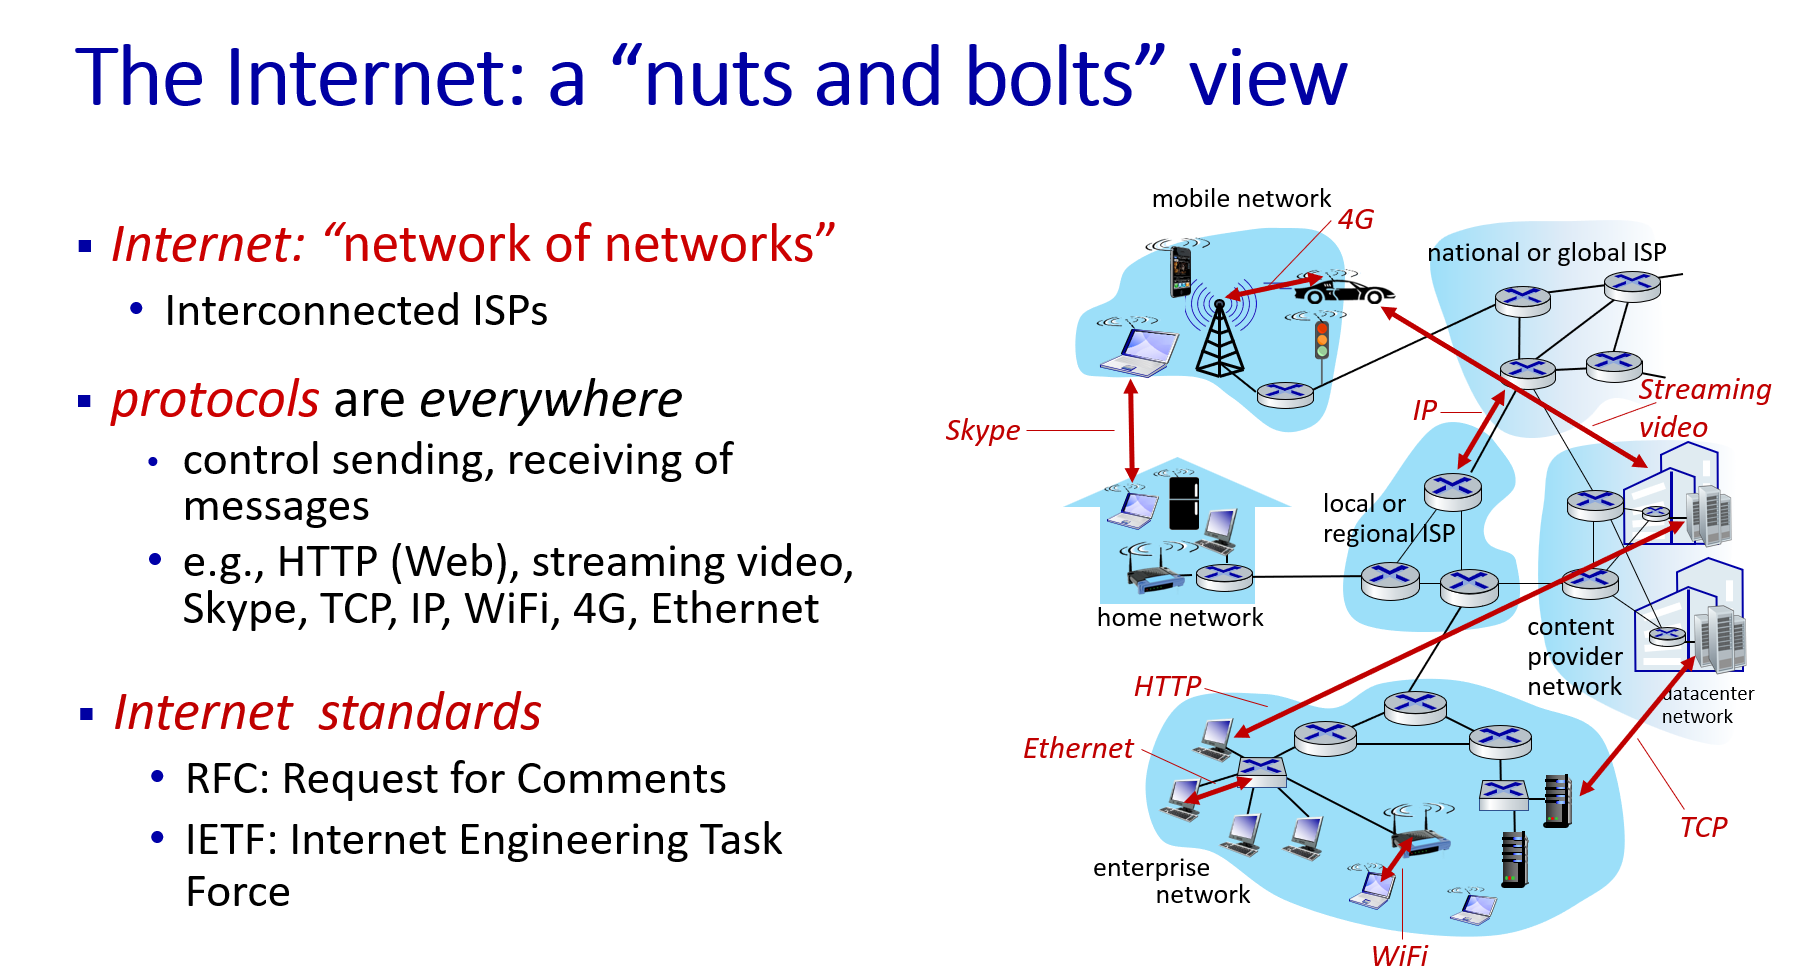 The Internet: a “nuts and bolts” view
Internet: “network of networks”
Interconnected ISPs
protocols are everywhere
control sending, receiving of
messages
e.g., HTTP (Web), streaming video,
Skype, TCP, IP, WiFi, 4G, Ethernet
Internet standards
RFC: Request for Comments
IETF: Internet Engineering Task
Force
mobile network
4G
national or global ISP
Streaming
video
IP
Skype
local or
regional ISP
home network
content
provider
network
datacenter
network
HTTP
Ethernet
TCP
enterprise
network
WiFi